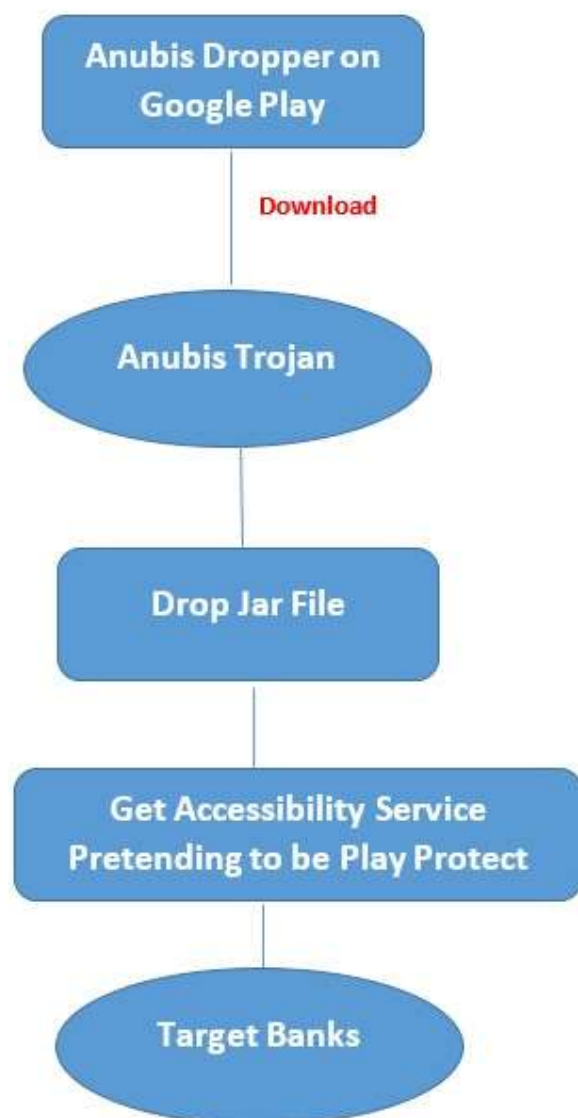 Anubis Dropper on
Google Play
Download
Anubis Trojan
Drop Jar File
Get Accessibility Service
Pretending to be Play Protect
Target Banks